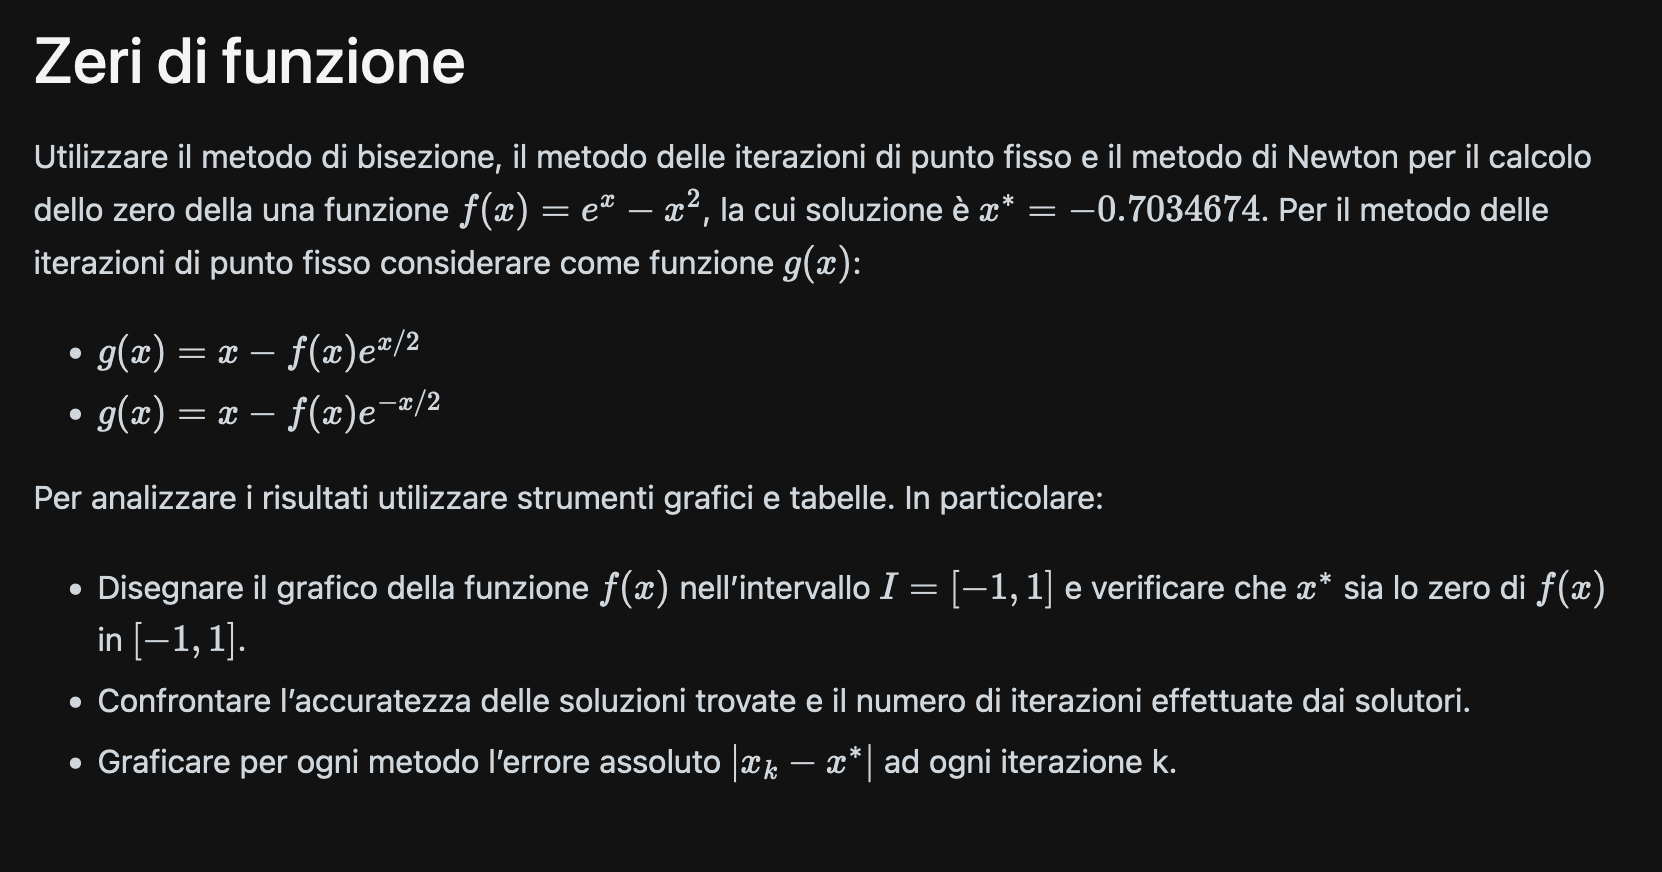 Zeri di funzione
Utilizzare il metodo di bisezione, il metodo delle iterazioni di punto fisso e il metodo di Newton per il calcolo
dello zero della una funzione f(x) = e^x − x^2, la cui soluzione è x* = −0.7034674. Per il metodo delle
iterazioni di punto fisso considerare come funzione g(x):
• g(x) = x − f(x)e^{x/2}
• g(x) = x − f(x)e^{−x/2}
Per analizzare i risultati utilizzare strumenti grafici e tabelle. In particolare:
• Disegnare il grafico della funzione f(x) nell'intervallo I = [−1, 1] e verificare che x* sia lo zero di f(x)
in [−1, 1].
• Confrontare l'accuratezza delle soluzioni trovate e il numero di iterazioni effettuate dai solutori.
• Graficare per ogni metodo l'errore assoluto |x_k − x*| ad ogni iterazione k.